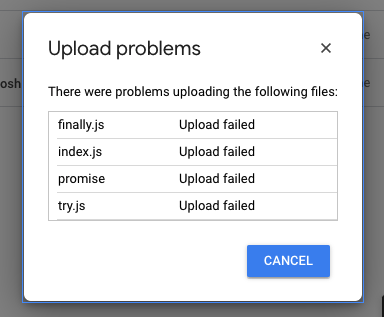 Upload problems
There were problems uploading the following files:
finally.js Upload failed
index.js Upload failed
promise Upload failed
try.js Upload failed
CANCEL